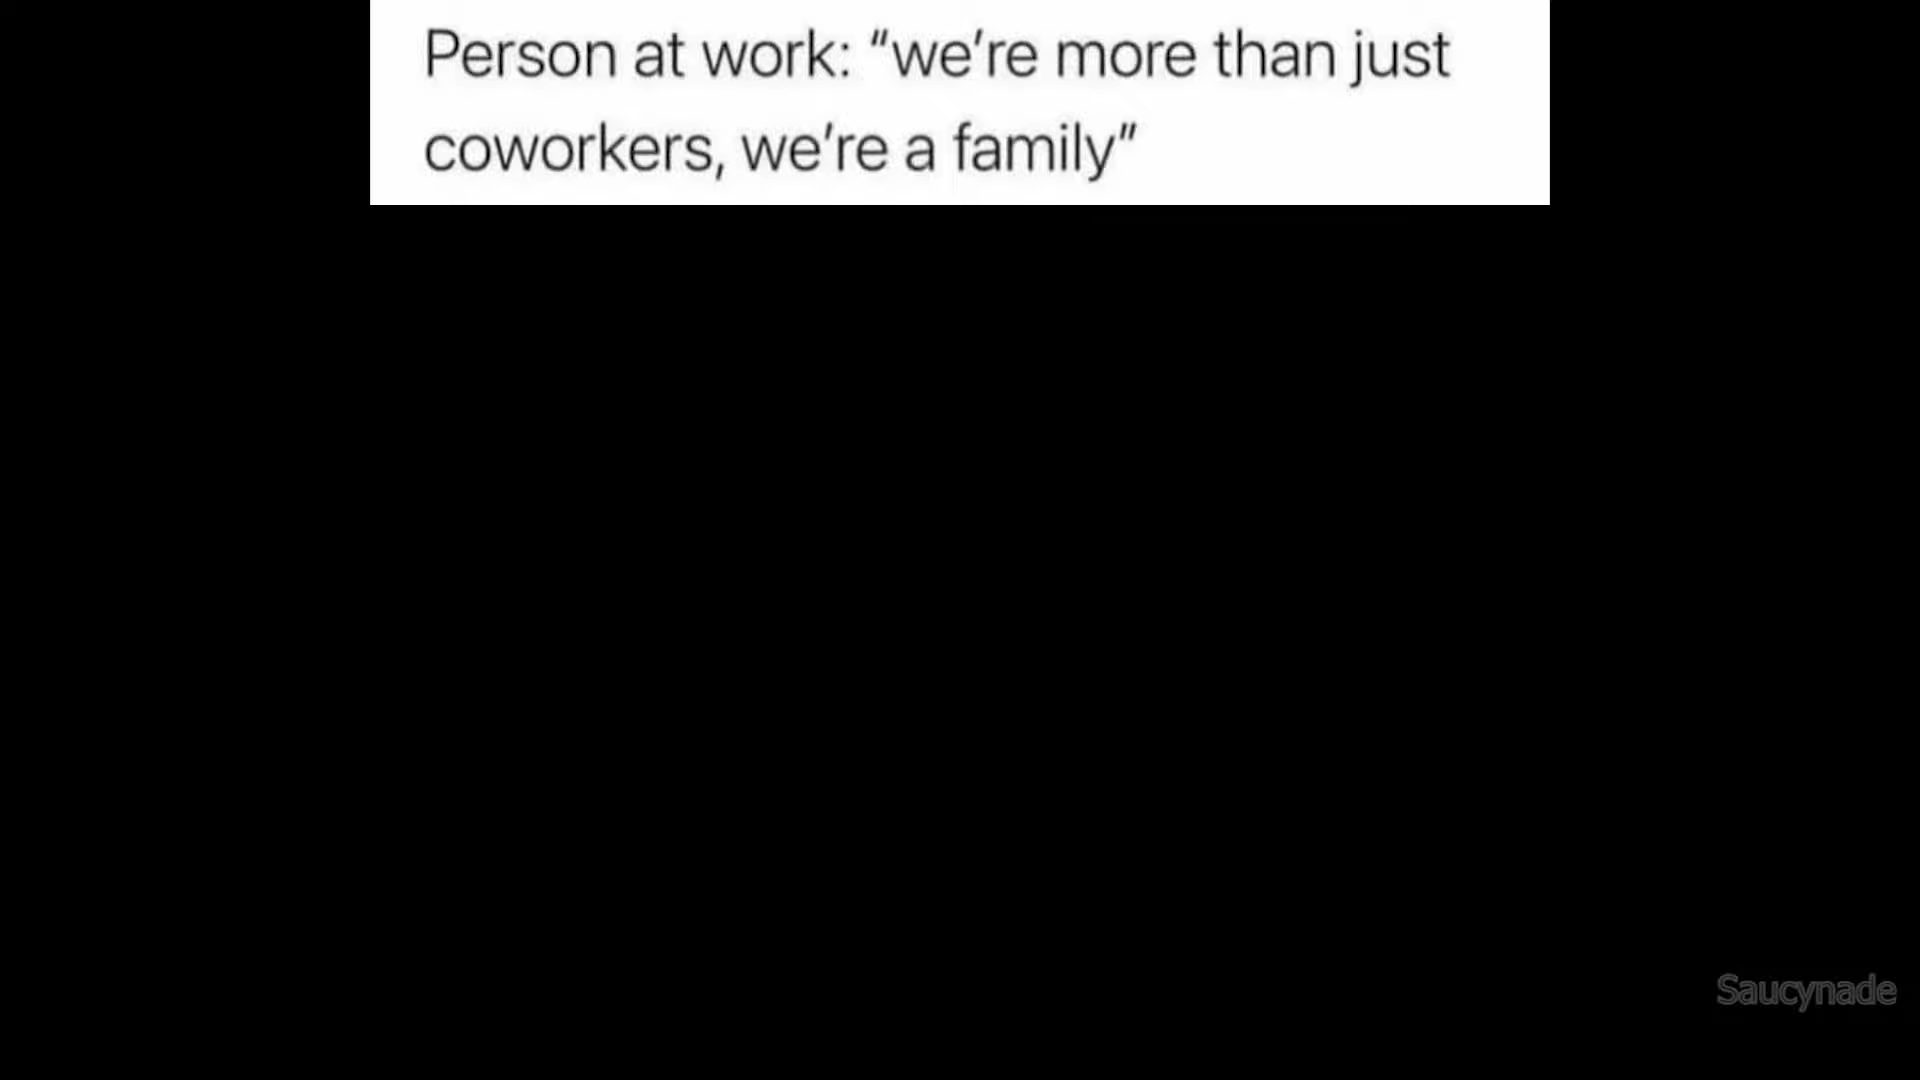 Person at work: “we’re more than just
coworkers, we’re a family”
Saucynade